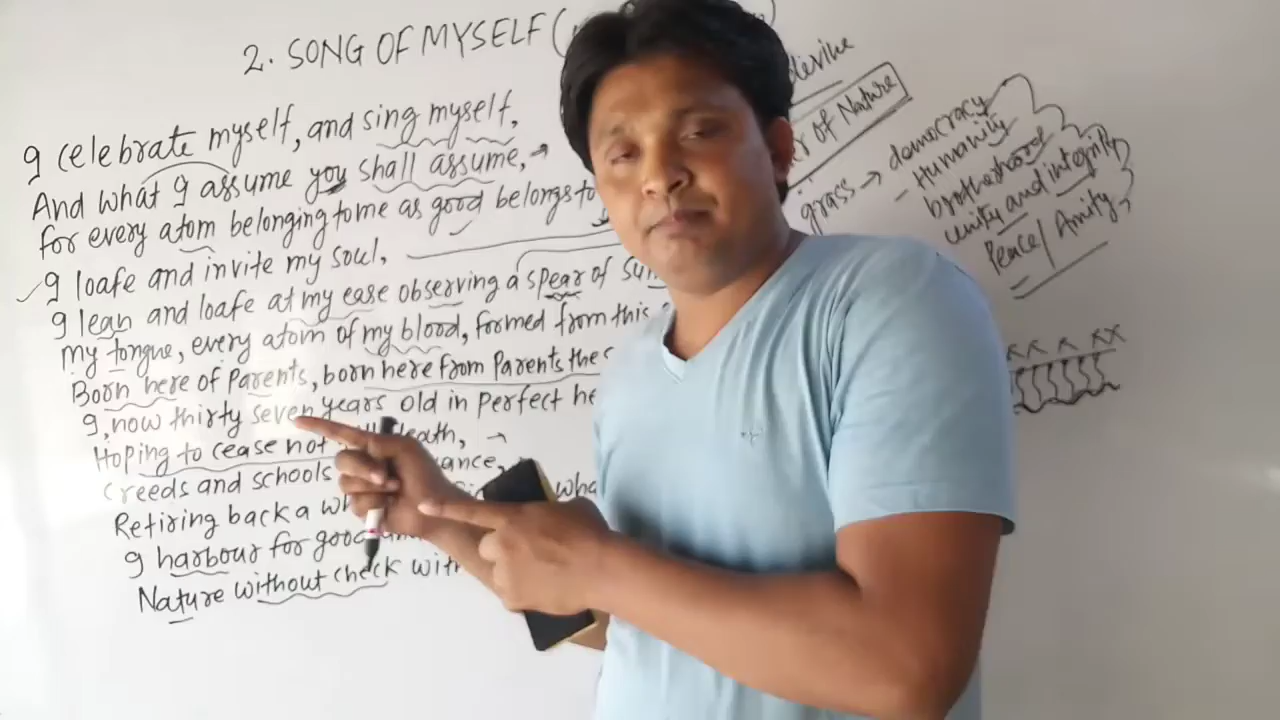 2. SONG OF MYSELF (
I celebrate myself, and sing myself,
And what I assume you shall assume,
for every atom belonging to me as good belongs to
I loafe and invite my soul,
I lean and loafe at my ease observing a spear of
my tongue, every atom of my blood, formed from this
Born here of Parents, born here from Parents the
I, now thirty seven years old in perfect he
Hoping to cease not till death,
Creeds and schools
Retiring back a wh
I harbour for good
Nature without check with
devine
of Nature
grass → democracy
- Humanity
brotherhood
unity and integrity
Peace/ Amity